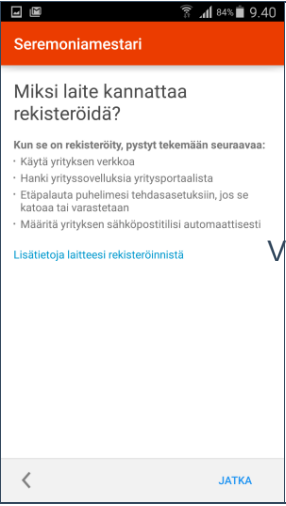 84% 9.40
Seremoniamestari
Miksi laite kannattaa
rekisteröidä?
Kun se on rekisteröity, pystyt tekemään seuraavaa:
· Käytä yrityksen verkkoa
· Hanki yrityssovelluksia yritysportaalista
· Etäpalauta puhelimesi tehdasasetuksiin, jos se
katoaa tai varastetaan
· Määritä yrityksen sähköpostitilisi automaattisesti
Lisätietoja laitteesi rekisteröinnistä
V
JATKA